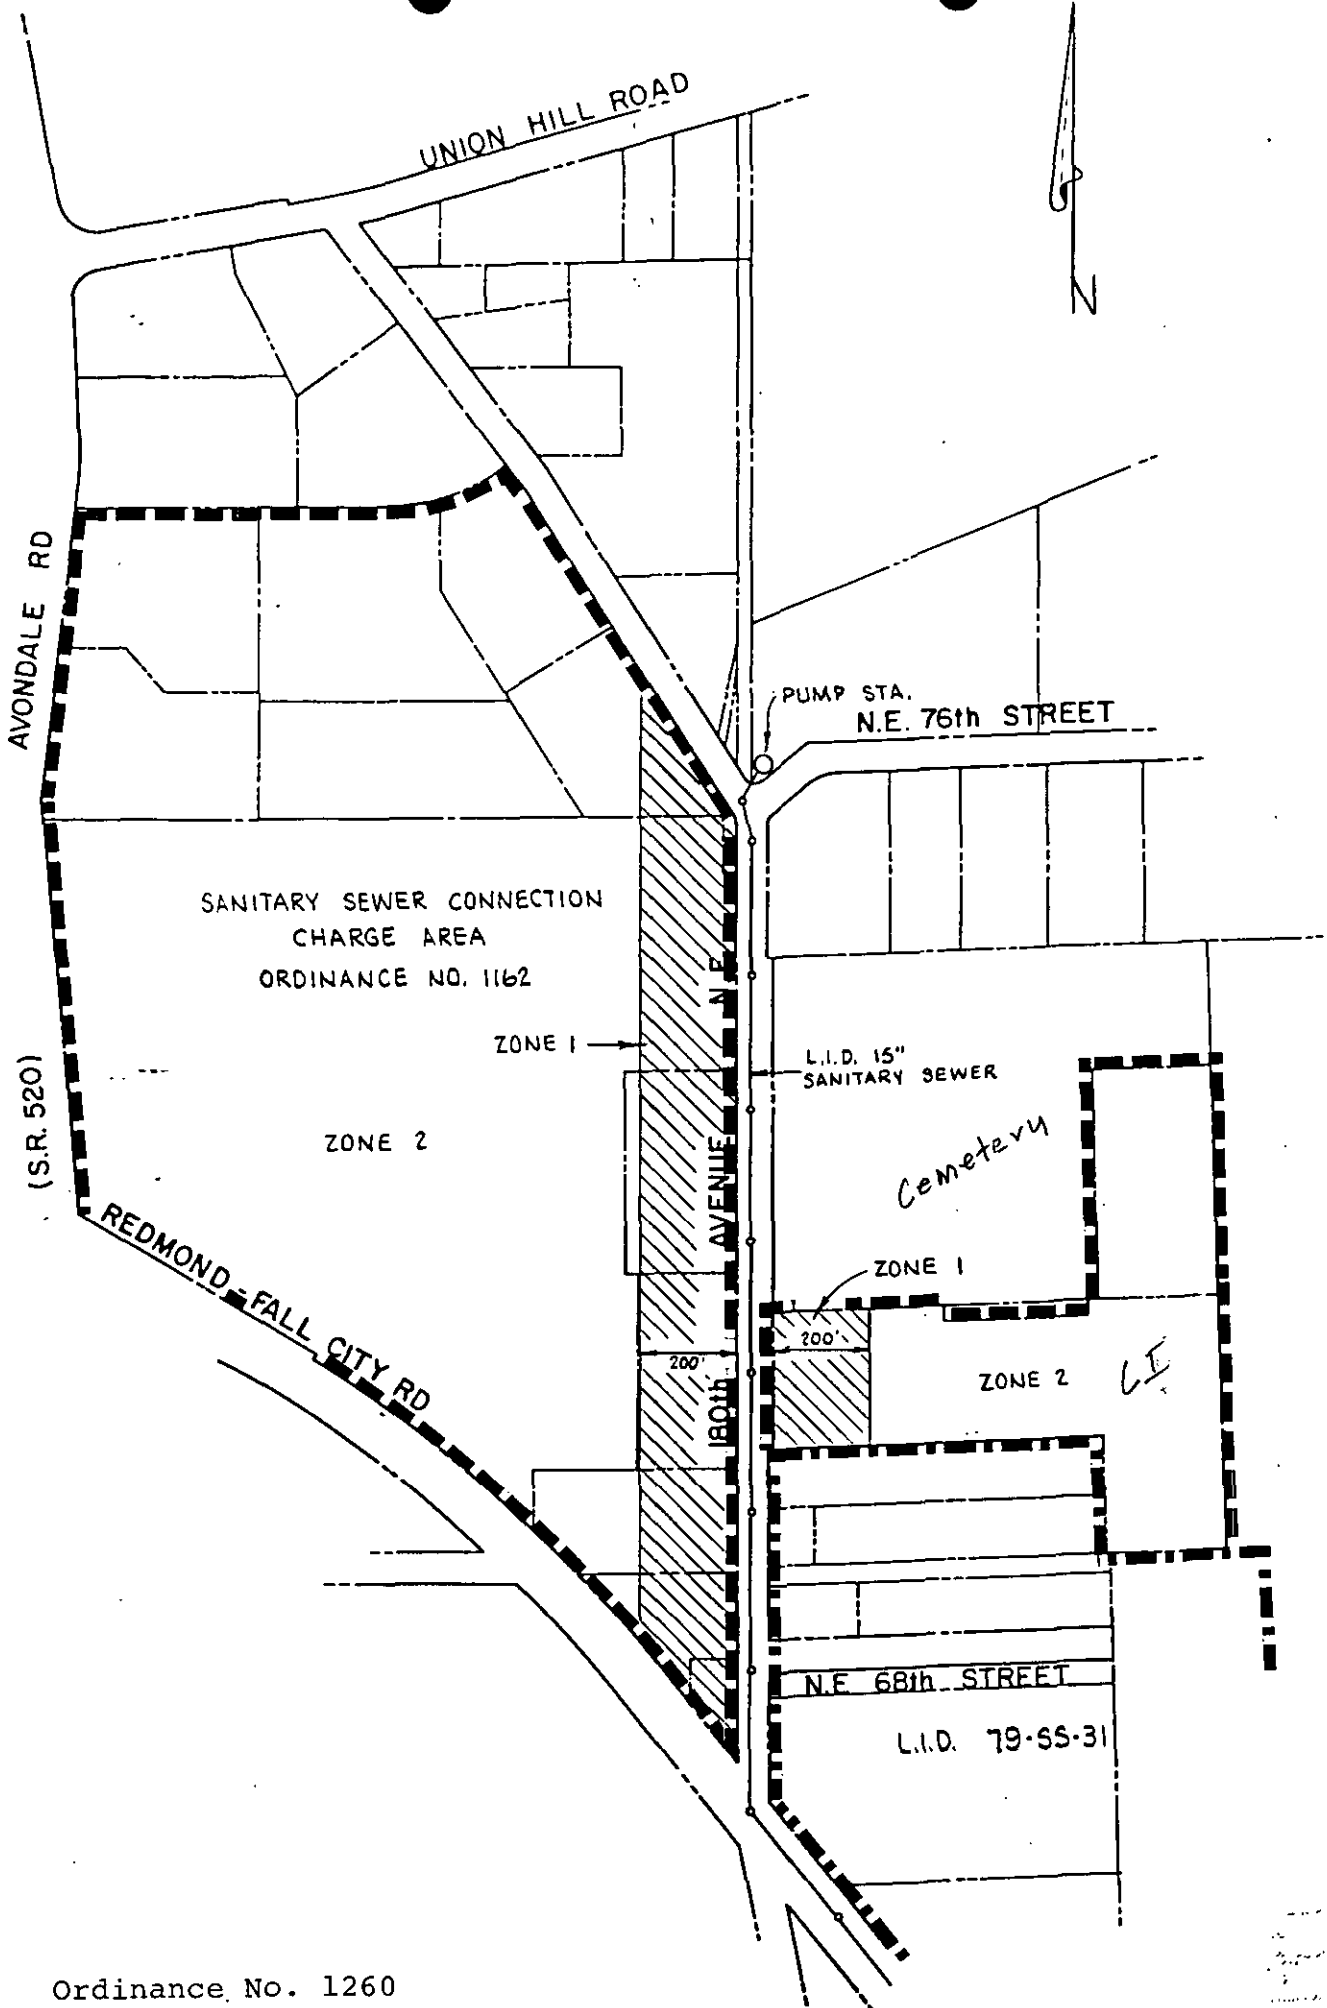 UNION HILL ROAD
N
AVONDALE RD
PUMP STA.
N.E. 76th STREET
SANITARY SEWER CONNECTION
CHARGE AREA
ORDINANCE NO. 1162
ZONE 1
L.I.D. 15"
SANITARY SEWER
(S.R. 520)
ZONE 2
Cemetery
REDMOND - FALL CITY RD
180th AVENUE N.E.
ZONE 1
200'
200'
ZONE 2
LI
N.E. 68th STREET
L.I.D. 79-SS-31
Ordinance No. 1260